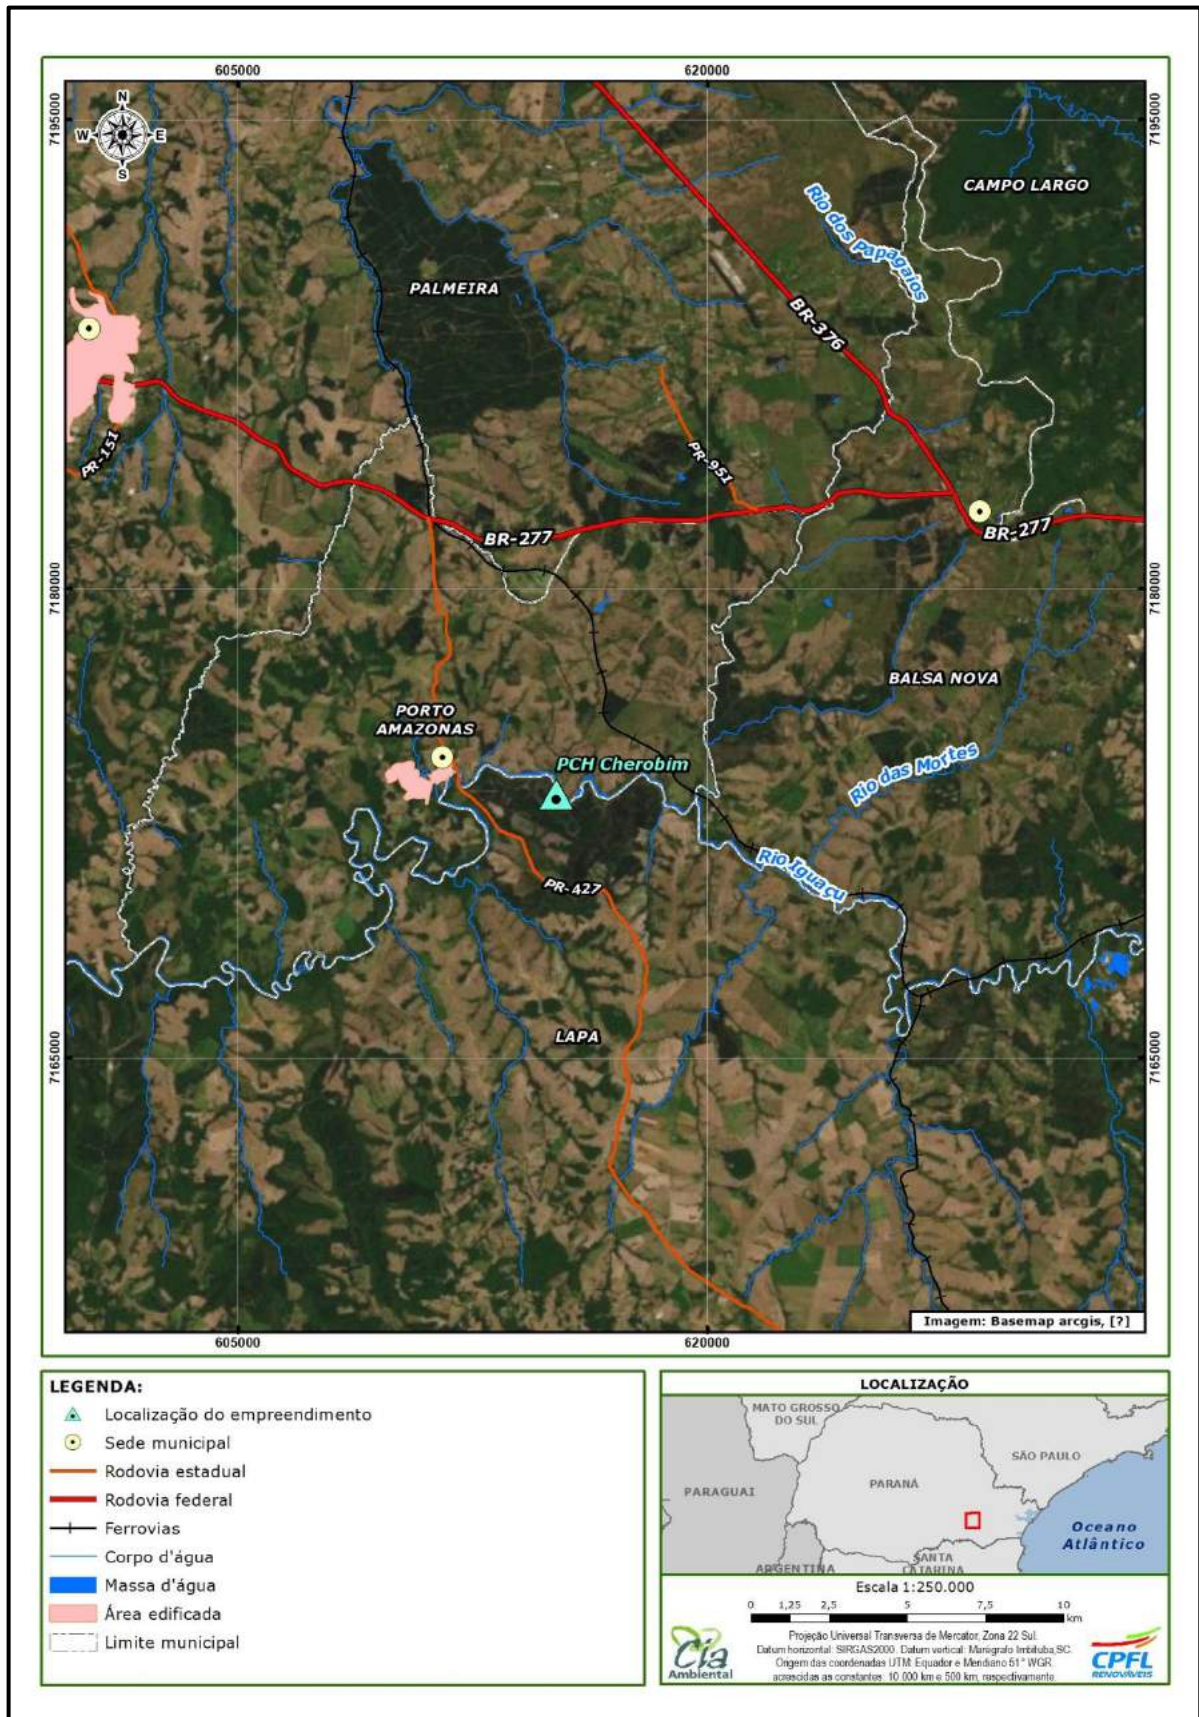 605000
620000
7195000
7195000
N
W
E
S
CAMPO LARGO
Rio dos Papagaios
PALMEIRA
BR-376
PR-151
PR-951
BR-277
BR-277
7180000
7180000
BALSA NOVA
PORTO
AMAZONAS
PCH Cherobim
Rio das Mortes
Rio Iguaçu
PR-427
LAPA
7165000
7165000
Imagem: Basemap arcgis, [?]
605000
620000
LEGENDA:
Localização do empreendimento
Sede municipal
Rodovia estadual
Rodovia federal
Ferrovias
Corpo d'água
Massa d'água
Área edificada
Limite municipal
LOCALIZAÇÃO
MATO GROSSO
DO SUL
SÃO PAULO
PARAGUAI
PARANÁ
Oceano
Atlântico
ARGENTINA
SANTA
CATARINA
Escala 1:250.000
0 1,25 2,5 5 7,5 10
km
Projeção Universal Transversa de Mercator, Zona 22 Sul.
Datum horizontal: SIRGAS2000. Datum vertical: Marégrafo Imbituba,SC.
Origem das coordenadas UTM: Equador e Meridiano 51° WGR.
acrescidas as constantes: 10.000 km e 500 km, respectivamente.
Cia
Ambiental
CPFL
RENOVÁVEIS